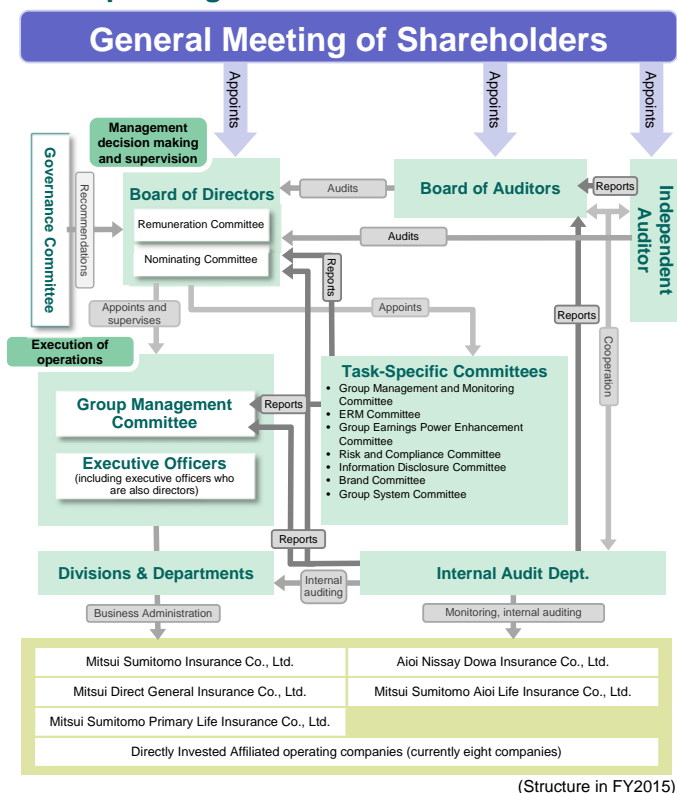 General Meeting of Shareholders
Appoints
Appoints
Appoints
Management
decision making
and supervision
Governance Committee
Recommendations
Board of Directors
Remuneration Committee
Nominating Committee
Audits
Board of Auditors
Reports
Independent
Auditor
Audits
Reports
Reports
Cooperation
Appoints and
supervises
Appoints
Execution of
operations
Group Management
Committee
Executive Officers
(including executive officers who
are also directors)
Reports
Task-Specific Committees
• Group Management and Monitoring
Committee
• ERM Committee
• Group Earnings Power Enhancement
Committee
• Risk and Compliance Committee
• Information Disclosure Committee
• Brand Committee
• Group System Committee
Reports
Divisions & Departments
Internal
auditing
Internal Audit Dept.
Business Administration
Monitoring, internal auditing
Mitsui Sumitomo Insurance Co., Ltd.
Aioi Nissay Dowa Insurance Co., Ltd.
Mitsui Direct General Insurance Co., Ltd.
Mitsui Sumitomo Aioi Life Insurance Co., Ltd.
Mitsui Sumitomo Primary Life Insurance Co., Ltd.
Directly Invested Affiliated operating companies (currently eight companies)
(Structure in FY2015)